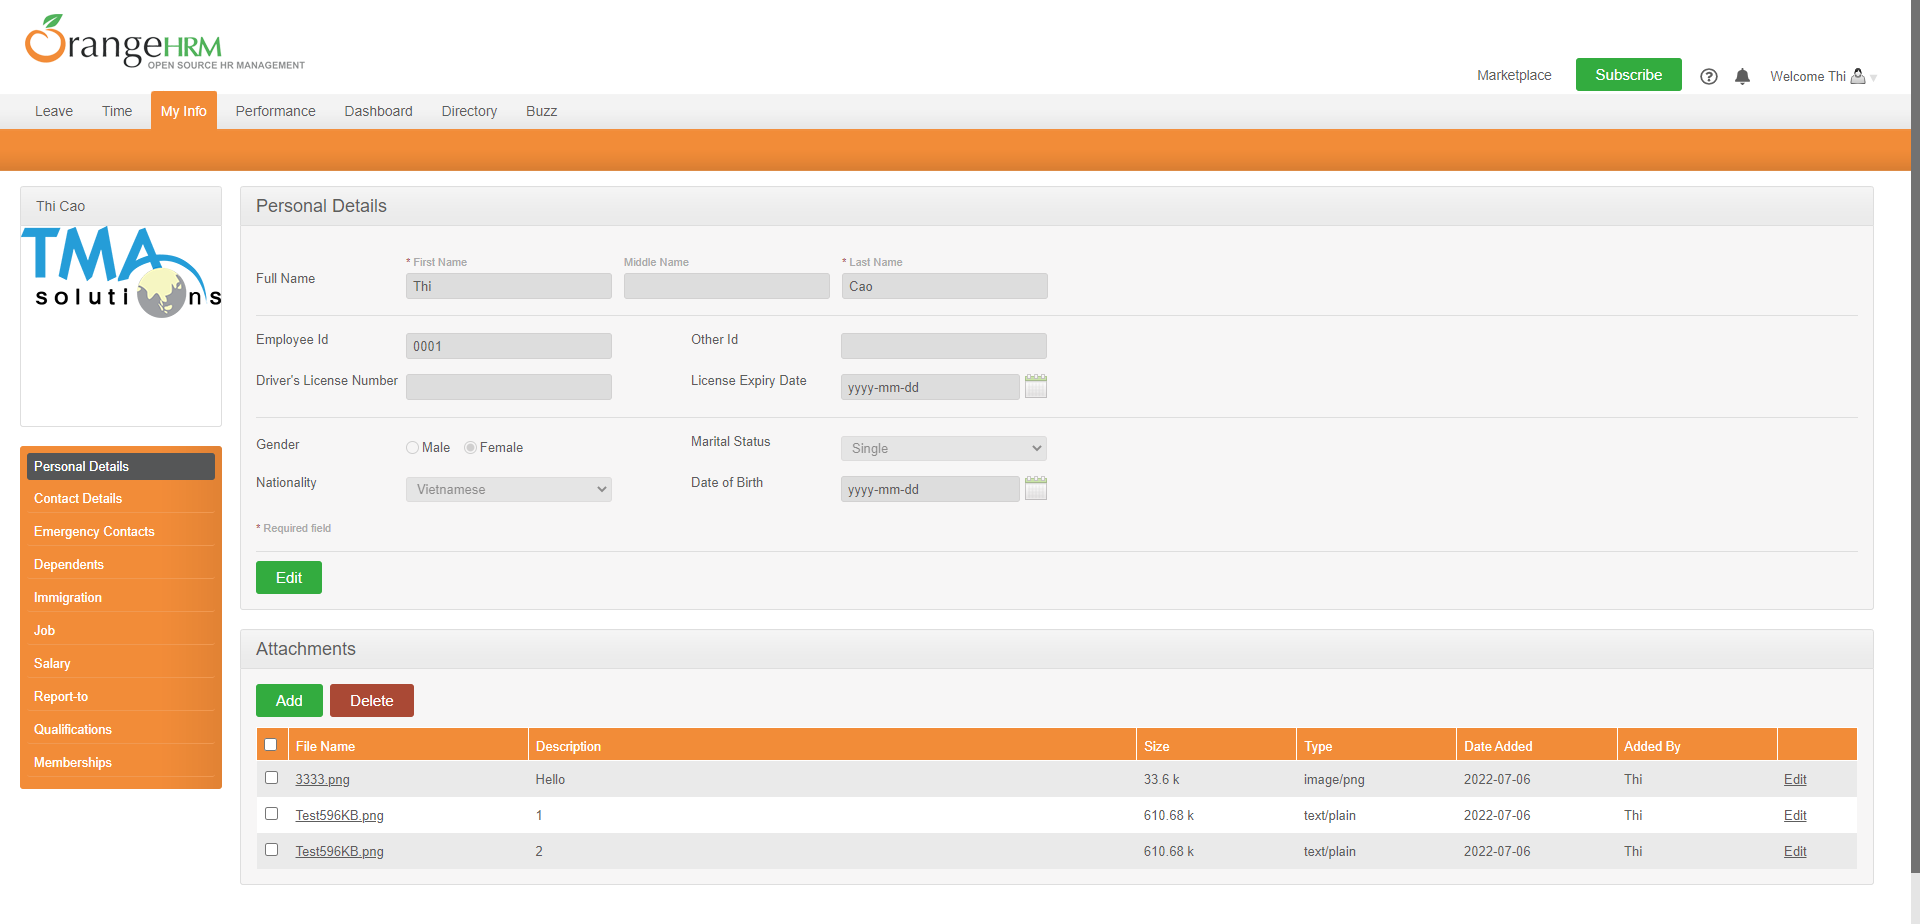 OrangeHRM
OPEN SOURCE HR MANAGEMENT
Marketplace Subscribe Welcome Thi
Leave Time My Info Performance Dashboard Directory Buzz
Thi Cao
TMA
solutions
Personal Details
Contact Details
Emergency Contacts
Dependents
Immigration
Job
Salary
Report-to
Qualifications
Memberships
Personal Details
* First Name Middle Name * Last Name
Full Name Thi Cao
Employee Id 0001 Other Id
Driver's License Number License Expiry Date yyyy-mm-dd
Gender Male Female Marital Status Single
Nationality Vietnamese Date of Birth yyyy-mm-dd
* Required field
Edit
Attachments
Add Delete
File Name Description Size Type Date Added Added By
3333.png Hello 33.6 k image/png 2022-07-06 Thi Edit
Test596KB.png 1 610.68 k text/plain 2022-07-06 Thi Edit
Test596KB.png 2 610.68 k text/plain 2022-07-06 Thi Edit